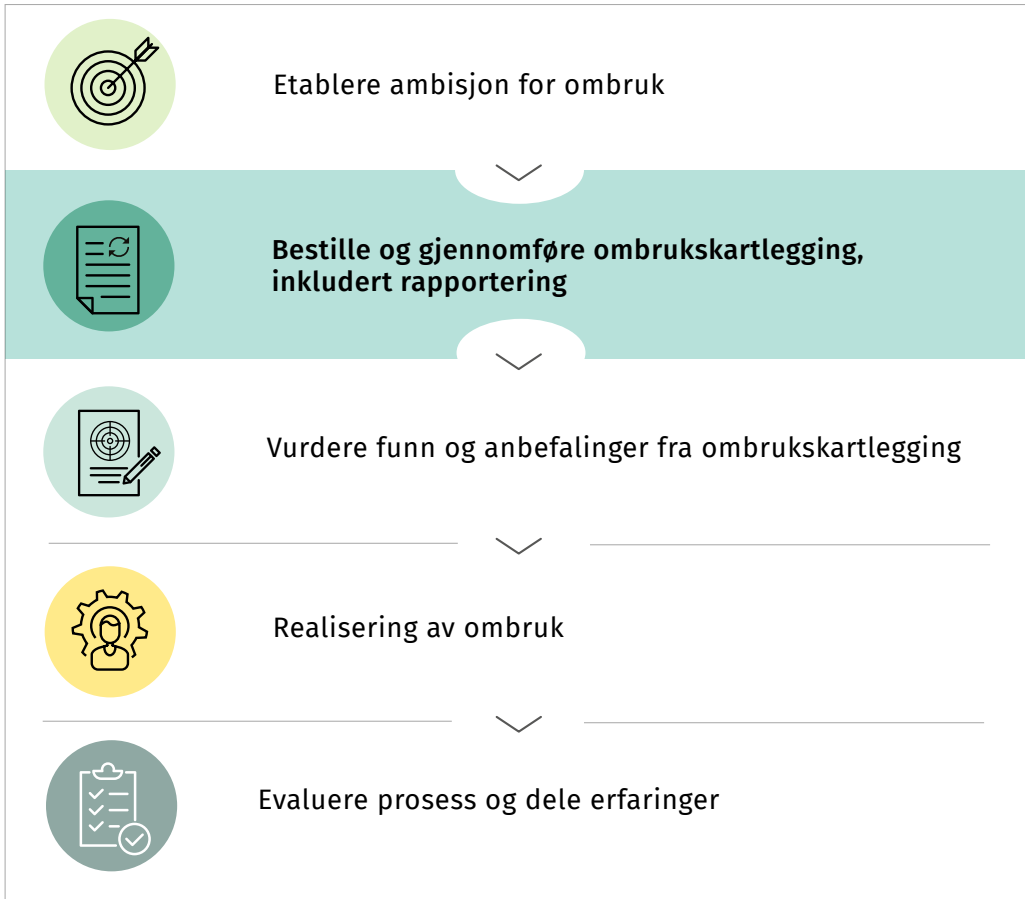 Etablere ambisjon for ombruk
Bestille og gjennomføre ombrukskartlegging,
inkludert rapportering
Vurdere funn og anbefalinger fra ombrukskartlegging
Realisering av ombruk
Evaluere prosess og dele erfaringer